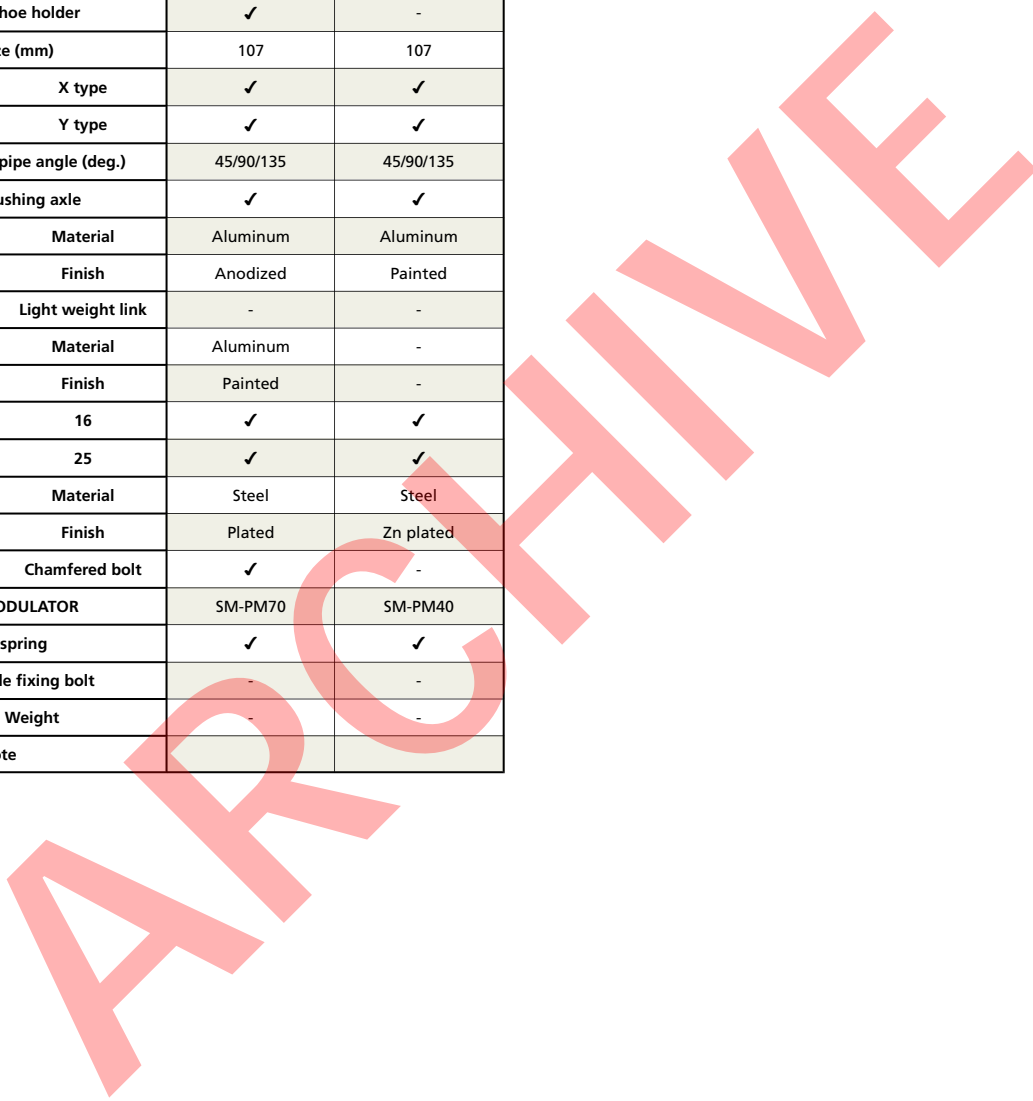 hoe holder ✓ -
e (mm) 107 107
X type ✓ ✓
Y type ✓ ✓
pipe angle (deg.) 45/90/135 45/90/135
ushing axle ✓ ✓
Material Aluminum Aluminum
Finish Anodized Painted
Light weight link - -
Material Aluminum -
Finish Painted -
16 ✓ ✓
25 ✓ ✓
Material Steel Steel
Finish Plated Zn plated
Chamfered bolt ✓ -
ODULATOR SM-PM70 SM-PM40
spring ✓ ✓
le fixing bolt - -
Weight - -
te
ARCHIVE